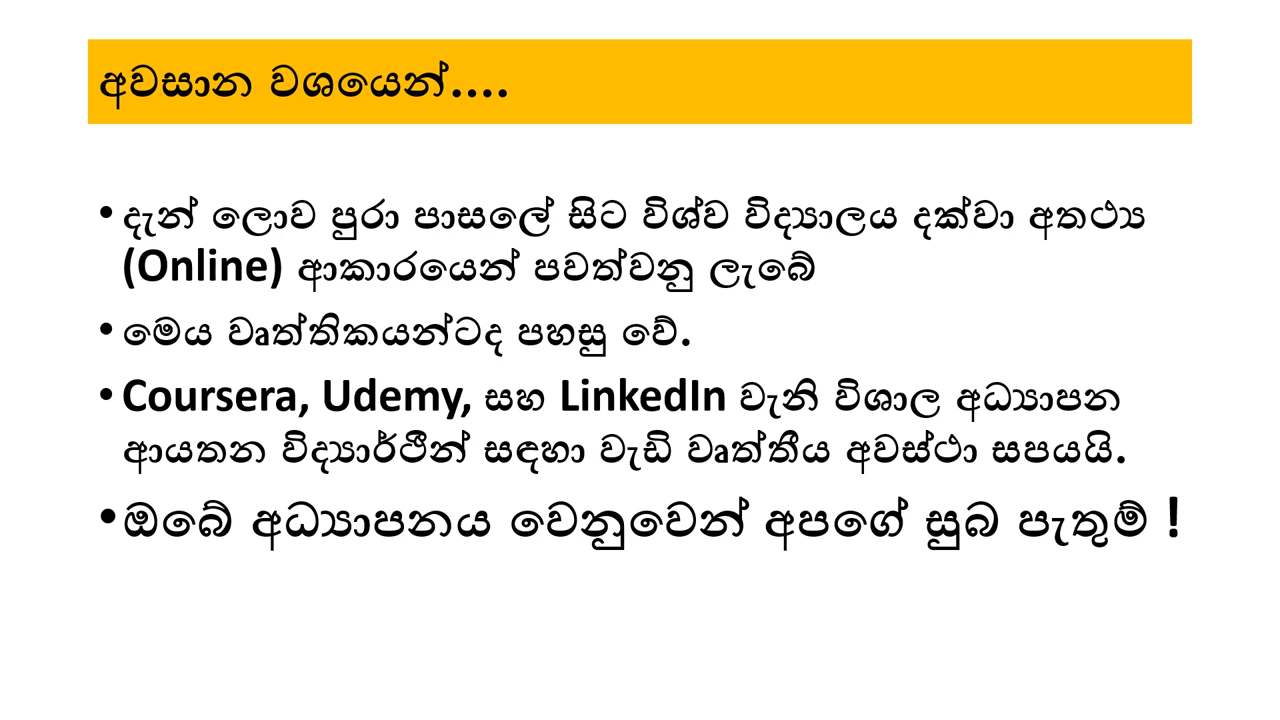 අවසාන වශයෙන්....
• දැන් ලොව පුරා පාසලේ සිට විශ්ව විද්‍යාලය දක්වා අතථ්‍ය
(Online) ආකාරයෙන් පවත්වනු ලැබේ
• මෙය වෘත්තිකයන්ටද පහසු වේ.
• Coursera, Udemy, සහ LinkedIn වැනි විශාල අධ්‍යාපන
ආයතන විද්‍යාර්ථීන් සඳහා වැඩි වෘත්තීය අවස්ථා සපයයි.
• ඔබේ අධ්‍යාපනය වෙනුවෙන් අපගේ සුබ පැතුම් !